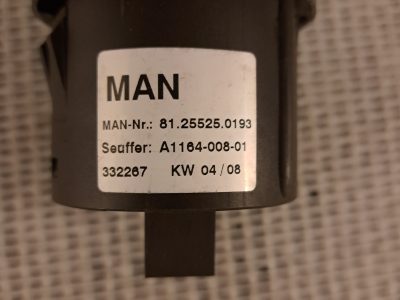 MAN
MAN-Nr.: 81.25525.0193
Seuffer: A1164-008-01
332267 KW 04/08